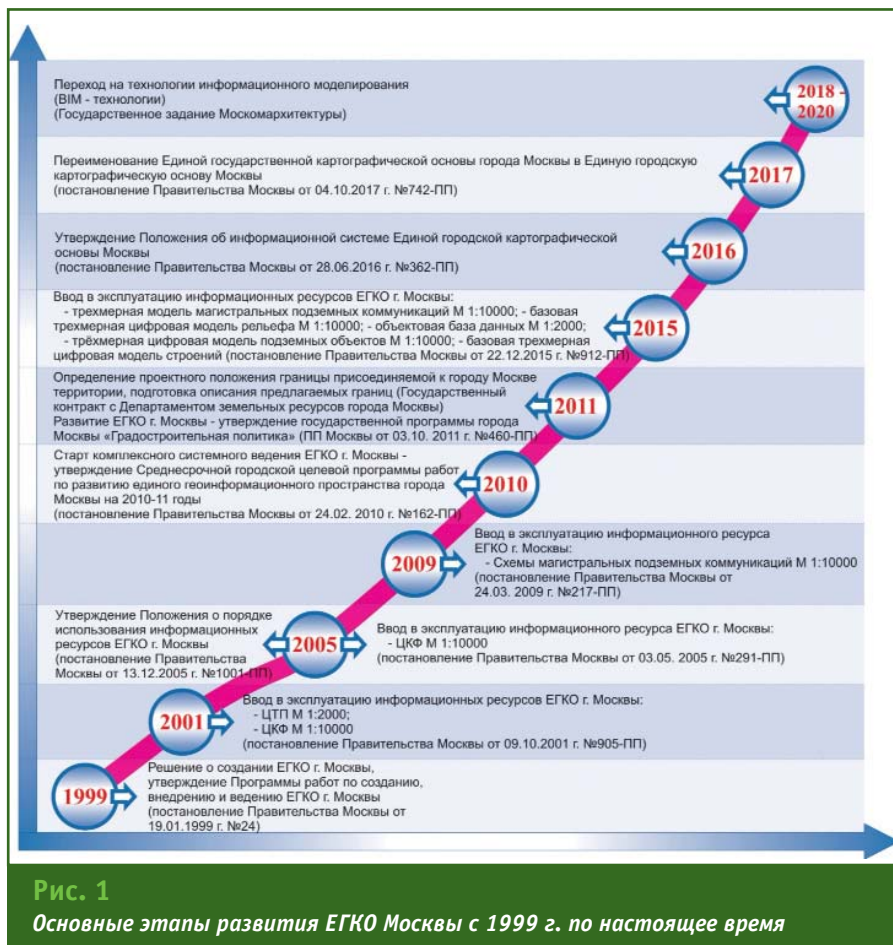 Переход на технологии информационного моделирования
(BIM - технологии)
(Государственное задание Москомархитектуры)
2018 -
2020
Переименование Единой государственной картографической основы города Москвы в Единую городскую
картографическую основу Москвы
(постановление Правительства Москвы от 04.10.2017 г. №742-ПП)
2017
Утверждение Положения об информационной системе Единой городской картографической
основы Москвы
(постановление Правительства Москвы от 28.06.2016 г. №362-ПП)
2016
Ввод в эксплуатацию информационных ресурсов ЕГКО г. Москвы:
- трехмерная модель магистральных подземных коммуникаций М 1:10000; - базовая
трехмерная цифровая модель рельефа М 1:10000; - объектовая база данных М 1:2000;
- трёхмерная цифровая модель подземных объектов М 1:10000; - базовая трехмерная
цифровая модель строений (постановление Правительства Москвы от 22.12.2015 г. №912-ПП)
2015
Определение проектного положения границы присоединяемой к городу Москве
территории, подготовка описания предлагаемых границ (Государственный
контракт с Департаментом земельных ресурсов города Москвы)
Развитие ЕГКО г. Москвы - утверждение государственной программы города
Москвы «Градостроительная политика» (ПП Москвы от 03.10. 2011 г. №460-ПП)
2011
Старт комплексного системного ведения ЕГКО г. Москвы -
утверждение Среднесрочной городской целевой программы работ
по развитию единого геоинформационного пространства города
Москвы на 2010-11 годы
(постановление Правительства Москвы от 24.02. 2010 г. №162-ПП)
2010
2009
Ввод в эксплуатацию информационного ресурса
ЕГКО г. Москвы:
- Схемы магистральных подземных коммуникаций М 1:10000
(постановление Правительства Москвы от
24.03. 2009 г. №217-ПП)
Утверждение Положения о порядке
использования информационных
ресурсов ЕГКО г. Москвы
(постановление Правительства
Москвы от 13.12.2005 г. №1001-ПП)
2005
Ввод в эксплуатацию информационного ресурса ЕГКО г. Москвы:
- ЦКФ М 1:10000
(постановление Правительства Москвы от 03.05. 2005 г. №291-ПП)
2001
Ввод в эксплуатацию информационных ресурсов ЕГКО г. Москвы:
- ЦТП М 1:2000;
- ЦКФ М 1:10000
(постановление Правительства Москвы от 09.10.2001 г. №905-ПП)
1999
Решение о создании ЕГКО г. Москвы,
утверждение Программы работ по созданию,
внедрению и ведению ЕГКО г. Москвы
(постановление Правительства Москвы от
19.01.1999 г. №24)
Рис. 1
Основные этапы развития ЕГКО Москвы с 1999 г. по настоящее время